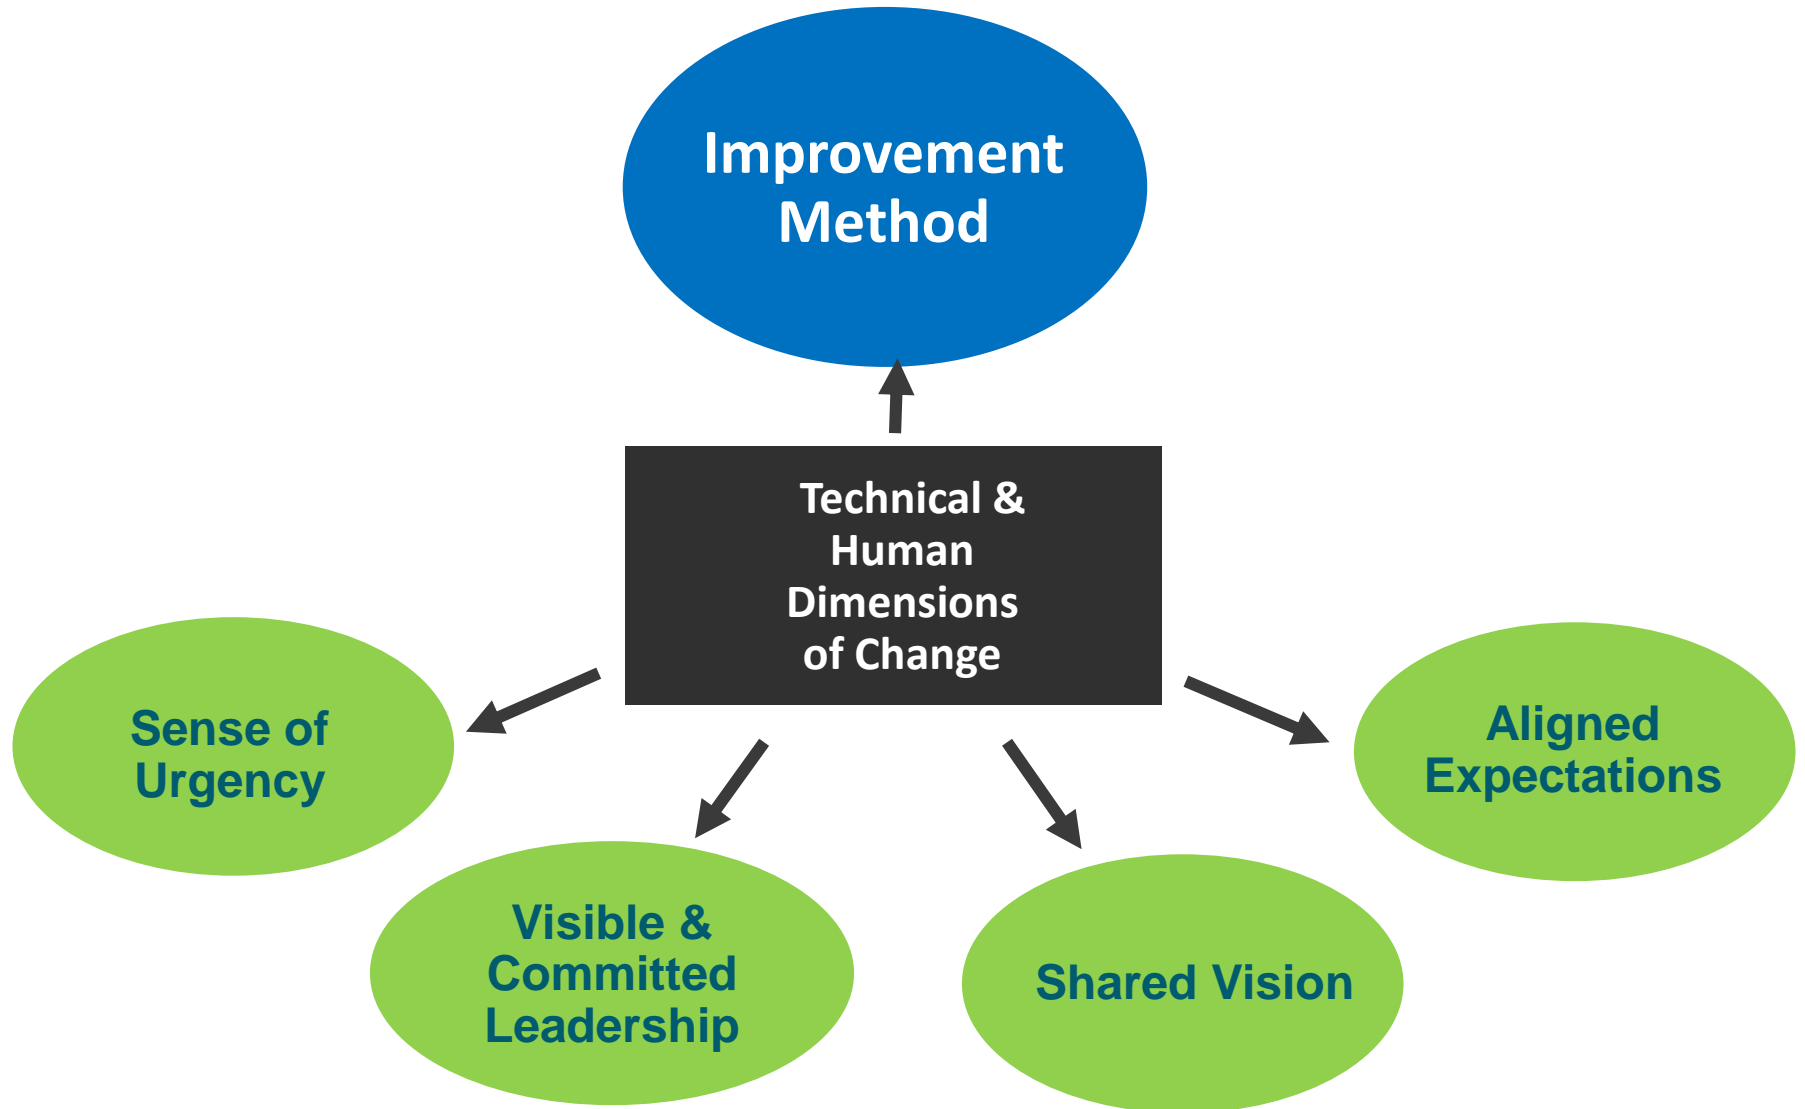 Improvement
Method
Technical &
Human
Dimensions
of Change
Sense of
Urgency
Aligned
Expectations
Visible &
Committed
Leadership
Shared Vision